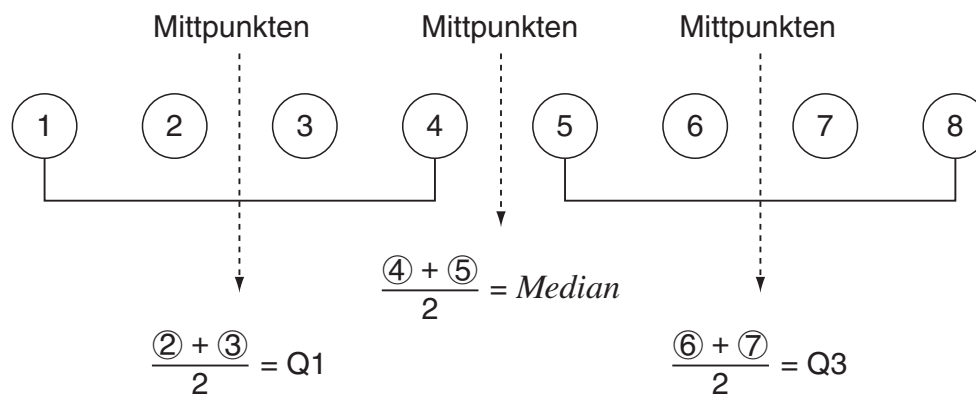 Mittpunkten Mittpunkten Mittpunkten
1 2 3 4 5 6 7 8
④ + ⑤
2
= Median
② + ③
2
= Q1
⑥ + ⑦
2
= Q3